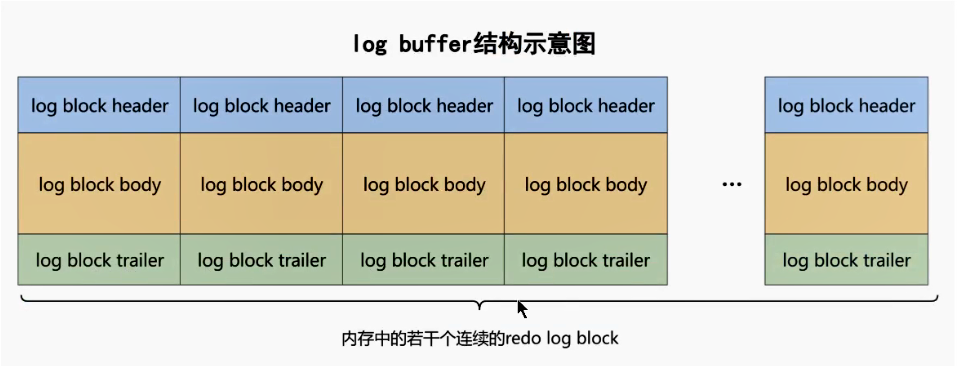 log buffer结构示意图
log block header log block header log block header log block header log block header
log block body log block body log block body log block body ... log block body
log block trailer log block trailer log block trailer log block trailer log block trailer
内存中的若干个连续的redo log block